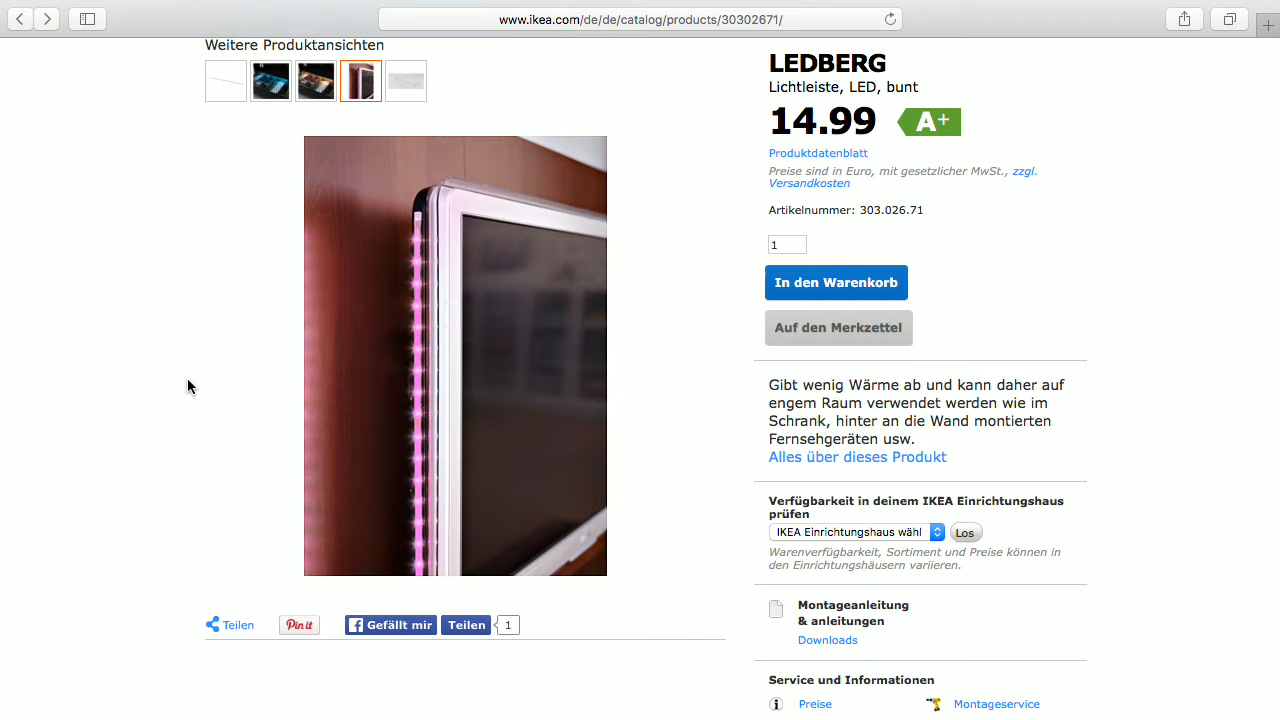 www.ikea.com/de/de/catalog/products/30302671/
Weitere Produktansichten
LEDBERG
Lichtleiste, LED, bunt
14.99
A+
Produktdatenblatt
Preise sind in Euro, mit gesetzlicher MwSt., zzgl.
Versandkosten
Artikelnummer: 303.026.71
1
In den Warenkorb
Auf den Merkzettel
Gibt wenig Wärme ab und kann daher auf
engem Raum verwendet werden wie im
Schrank, hinter an die Wand montierten
Fernsehgeräten usw.
Alles über dieses Produkt
Verfügbarkeit in deinem IKEA Einrichtungshaus
prüfen
IKEA Einrichtungshaus wähl
Los
Warenverfügbarkeit, Sortiment und Preise können in
den Einrichtungshäusern variieren.
Teilen
Pin it
Gefällt mir
Teilen
1
Montageanleitung
& anleitungen
Downloads
Service und Informationen
Preise
Montageservice